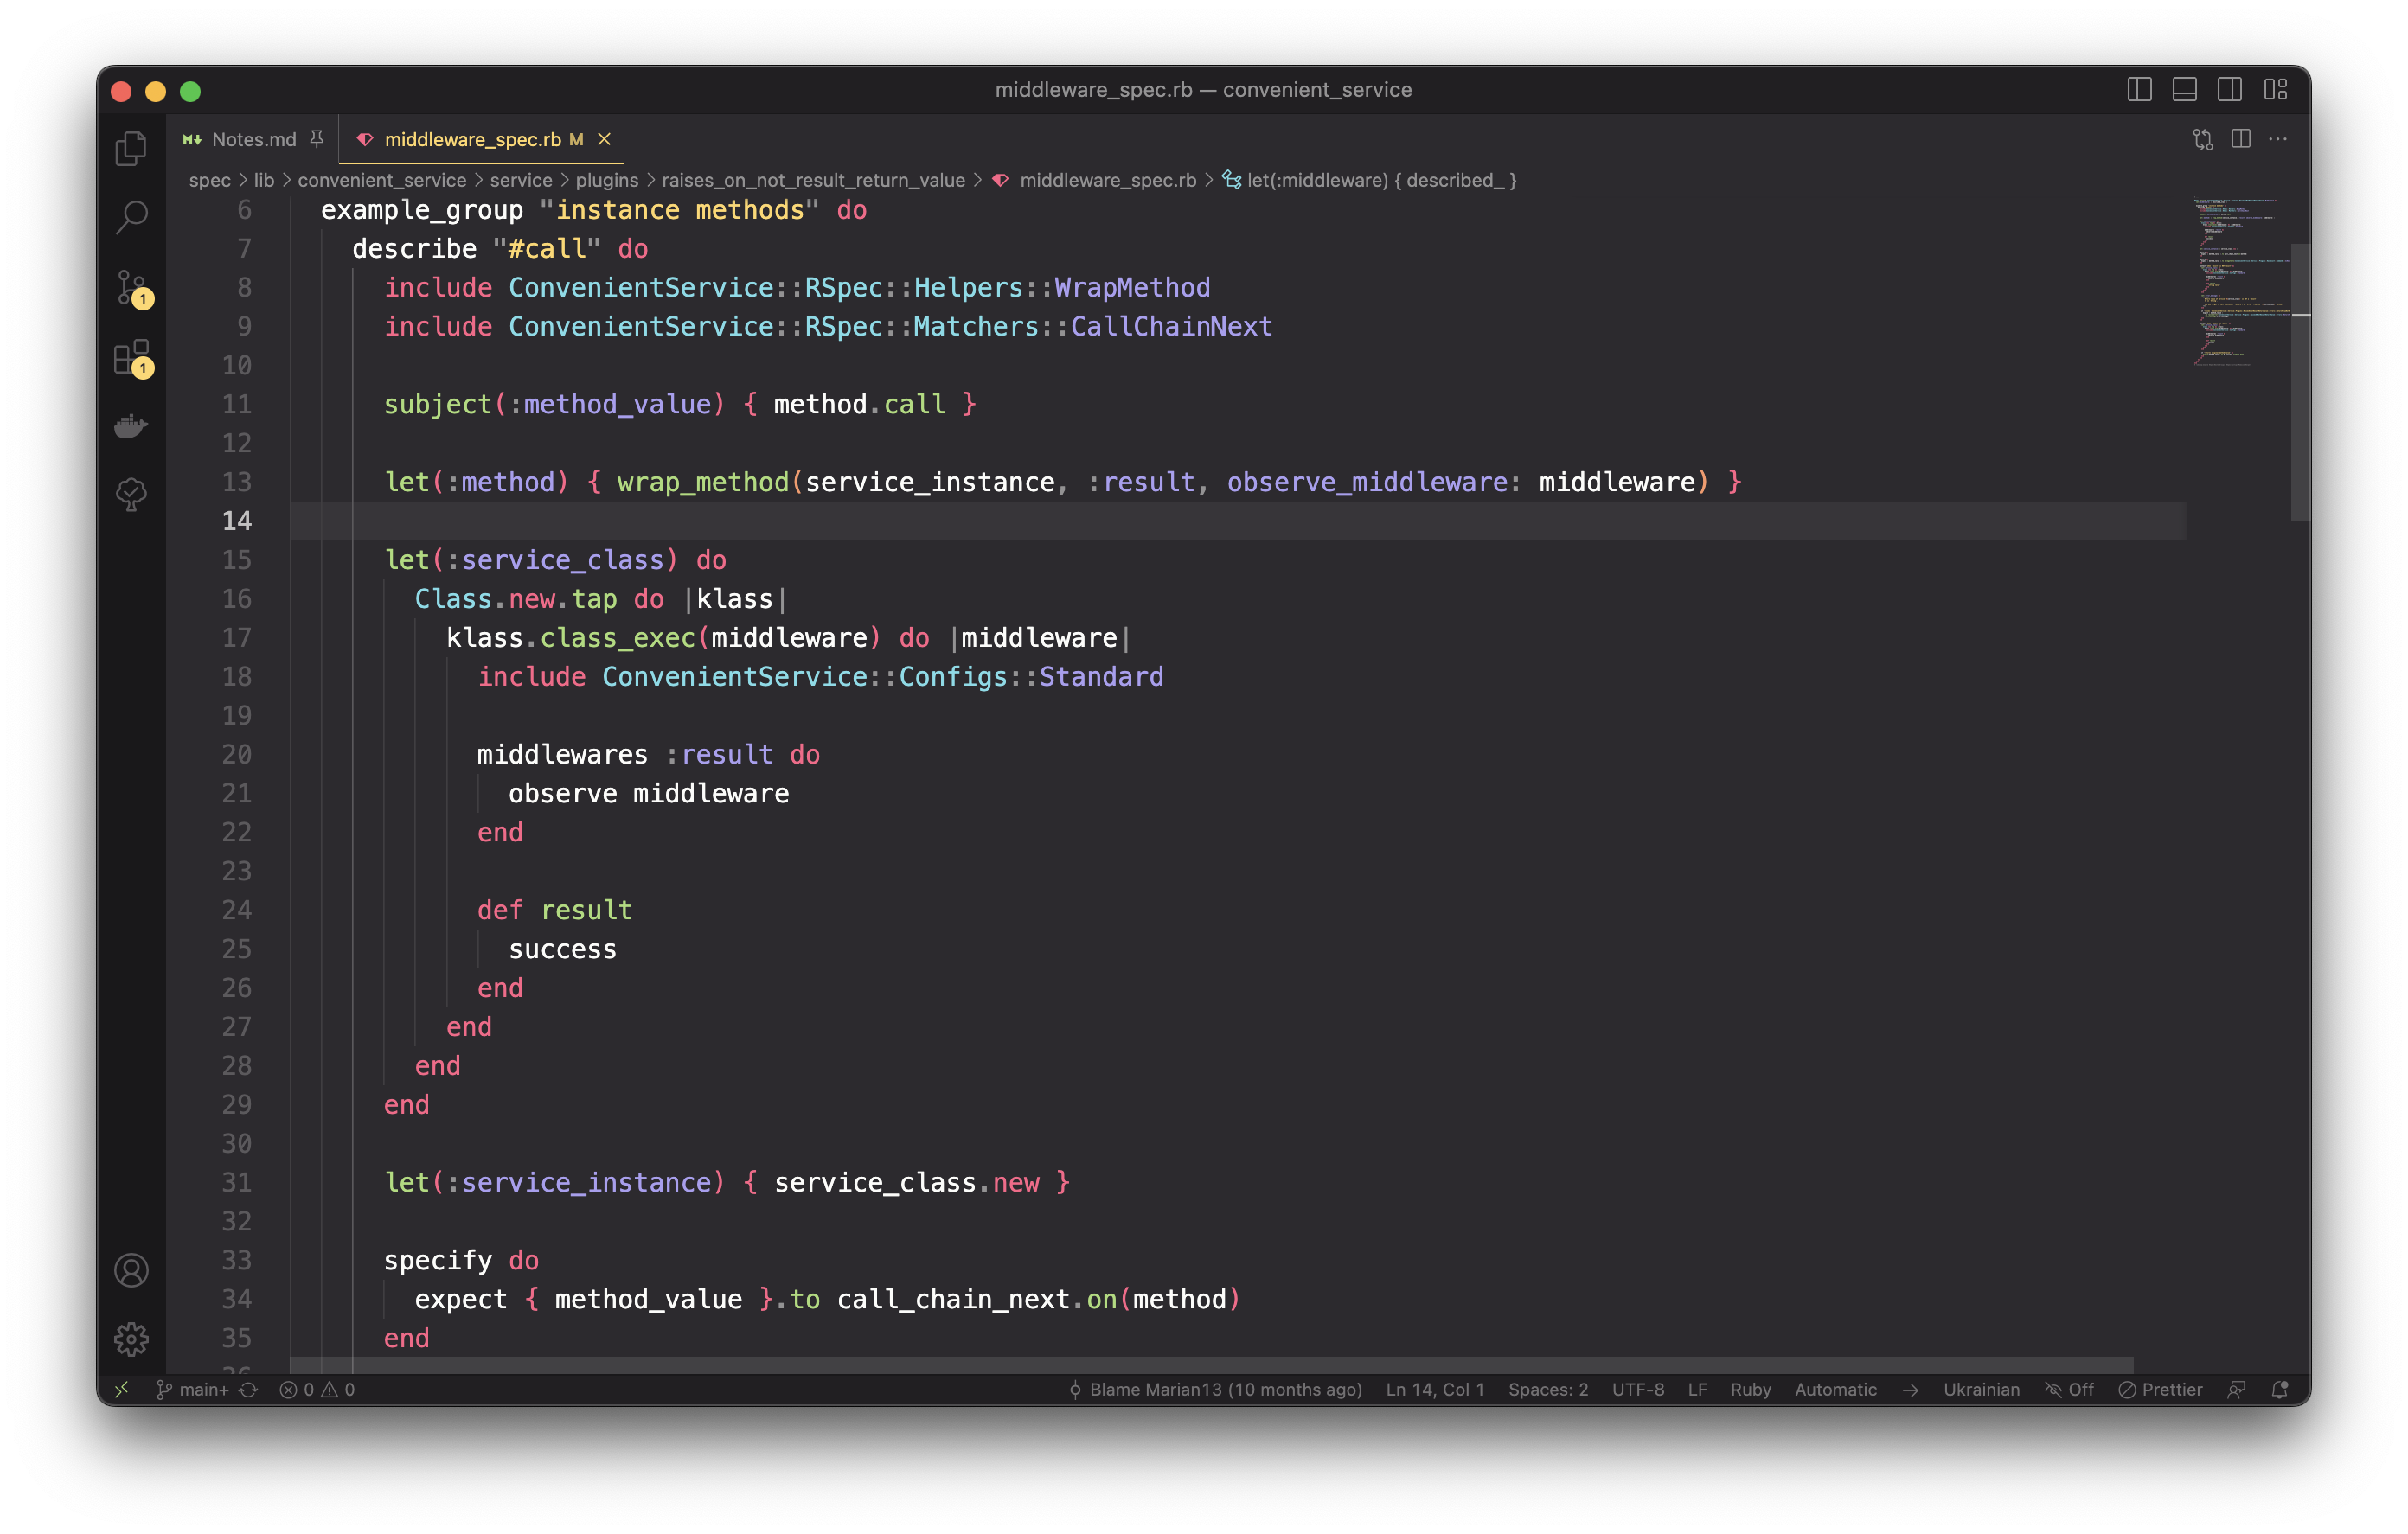 middleware_spec.rb — convenient_service
Notes.md
middleware_spec.rb M
spec > lib > convenient_service > service > plugins > raises_on_not_result_return_value > middleware_spec.rb > let(:middleware) { described_ }
6 example_group "instance methods" do
7 describe "#call" do
8 include ConvenientService::RSpec::Helpers::WrapMethod
9 include ConvenientService::RSpec::Matchers::CallChainNext
10
11 subject(:method_value) { method.call }
12
13 let(:method) { wrap_method(service_instance, :result, observe_middleware: middleware) }
14
15 let(:service_class) do
16 Class.new.tap do |klass|
17 klass.class_exec(middleware) do |middleware|
18 include ConvenientService::Configs::Standard
19
20 middlewares :result do
21 observe middleware
22 end
23
24 def result
25 success
26 end
27 end
28 end
29 end
30
31 let(:service_instance) { service_class.new }
32
33 specify do
34 expect { method_value }.to call_chain_next.on(method)
35 end
1
1
main+ 0 0 Blame Marian13 (10 months ago) Ln 14, Col 1 Spaces: 2 UTF-8 LF Ruby Automatic Ukrainian Off Prettier